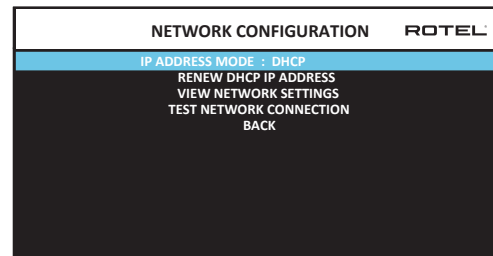 NETWORK CONFIGURATION ROTEL
IP ADDRESS MODE : DHCP
RENEW DHCP IP ADDRESS
VIEW NETWORK SETTINGS
TEST NETWORK CONNECTION
BACK